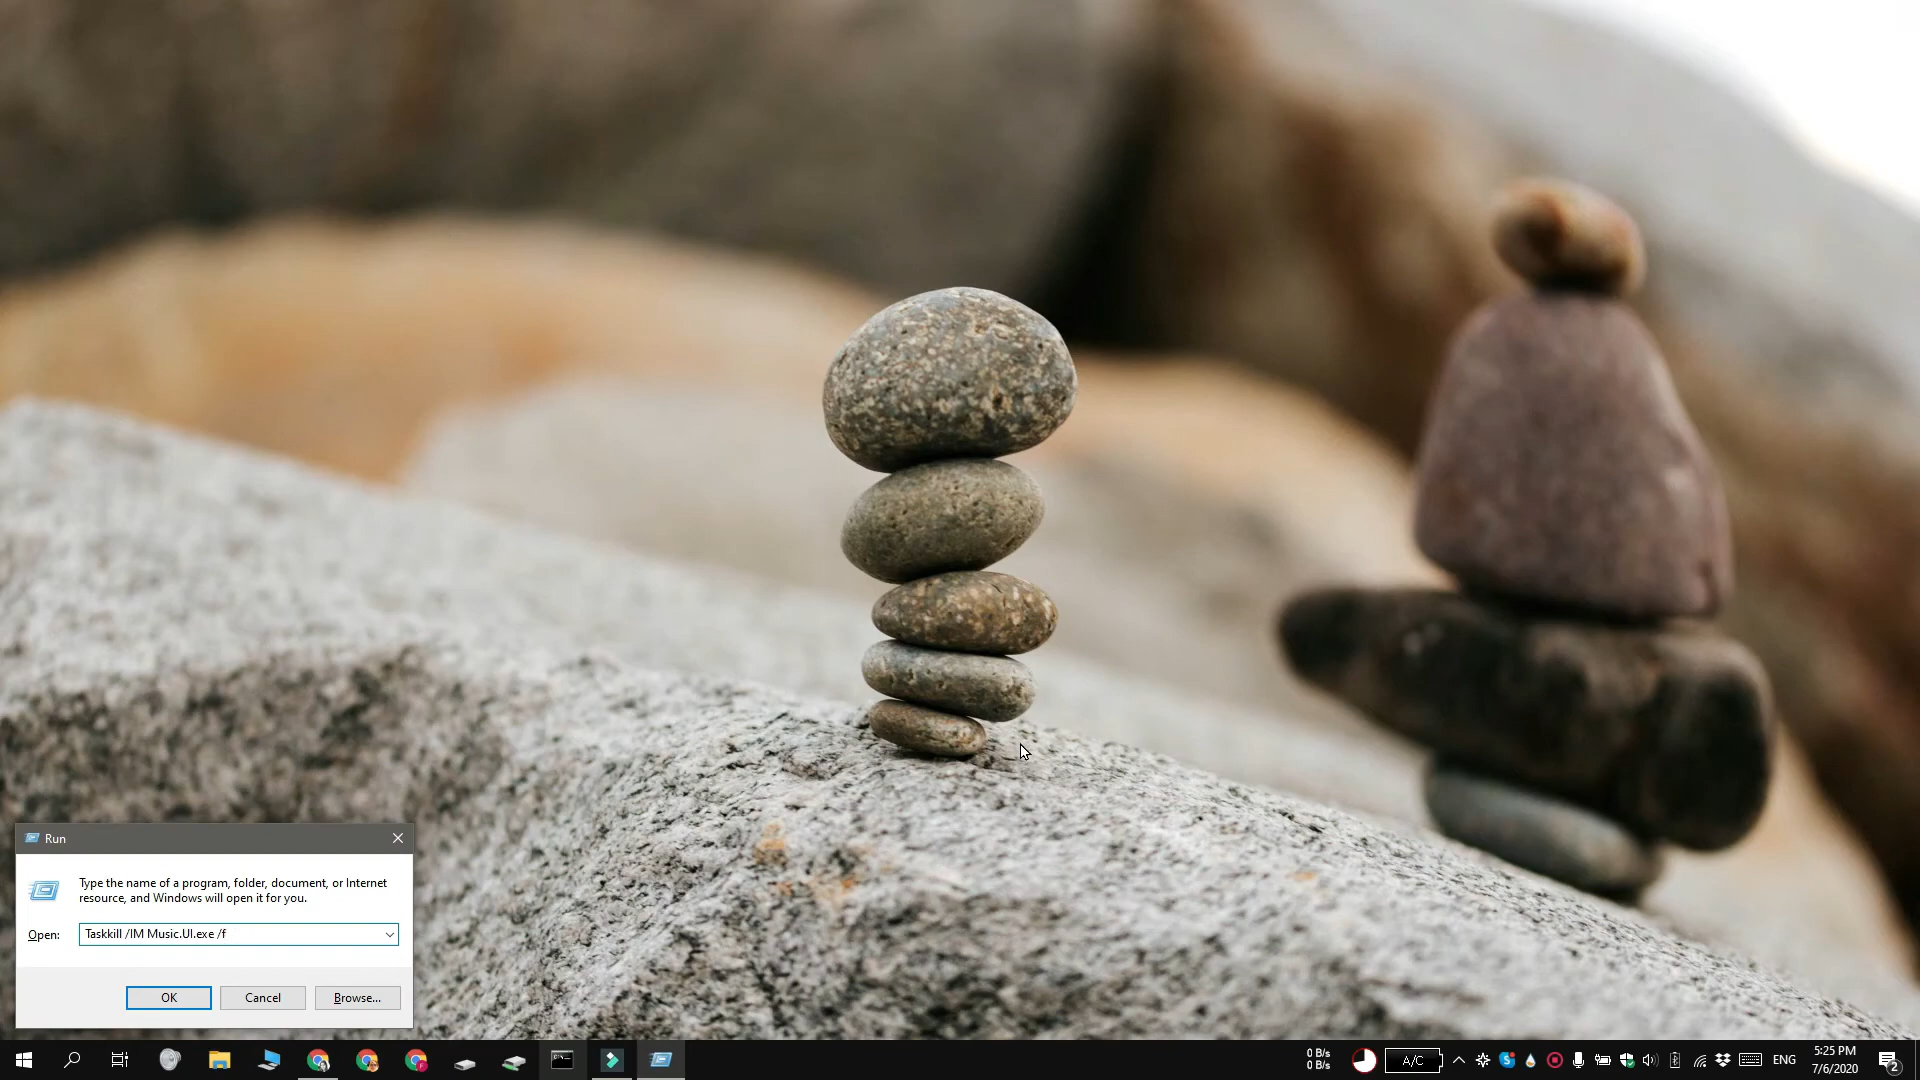 Run
Type the name of a program, folder, document, or Internet
resource, and Windows will open it for you.
Open: Taskkill /IM Music.UI.exe /f
OK Cancel Browse...
0 B/s
0 B/s
A/C
ENG
5:25 PM
7/6/2020
2